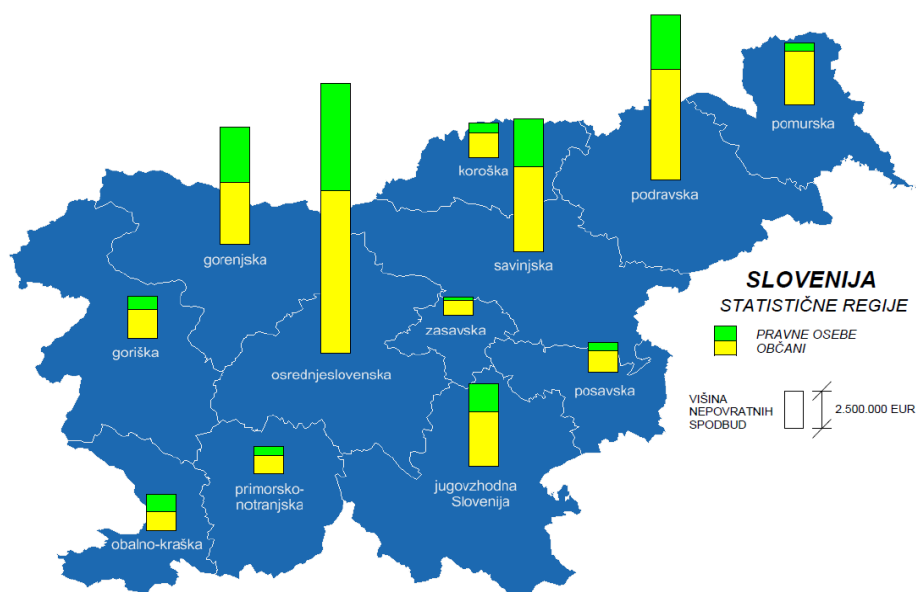 pomurska
koroška
podravska
gorenjska
savinjska
SLOVENIJA
STATISTIČNE REGIJE
PRAVNE OSEBE
OBČANI
zasavska
goriška
osrednjeslovenska
posavska
VIŠINA
NEPOVRATNIH
SPODBUD
2.500.000 EUR
primorsko-
notranjska
jugovzhodna
Slovenija
obalno-kraška